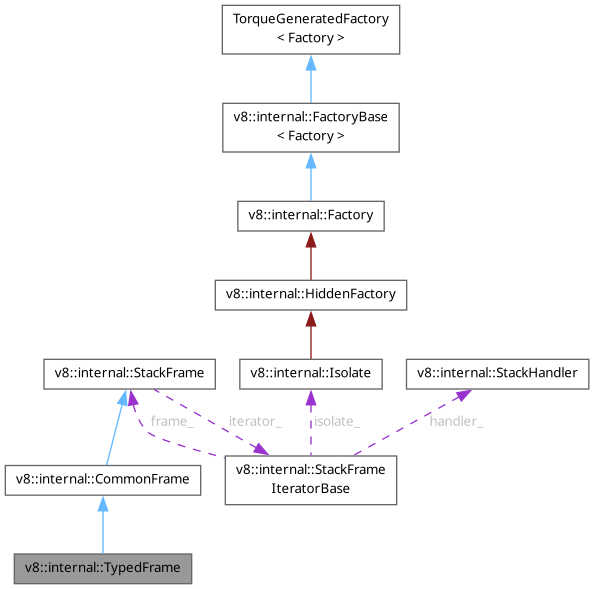 TorqueGeneratedFactory
< Factory >
v8::internal::FactoryBase
< Factory >
v8::internal::Factory
v8::internal::HiddenFactory
v8::internal::StackFrame
v8::internal::Isolate
v8::internal::StackHandler
frame_
iterator_
isolate_
handler_
v8::internal::CommonFrame
v8::internal::StackFrame
IteratorBase
v8::internal::TypedFrame